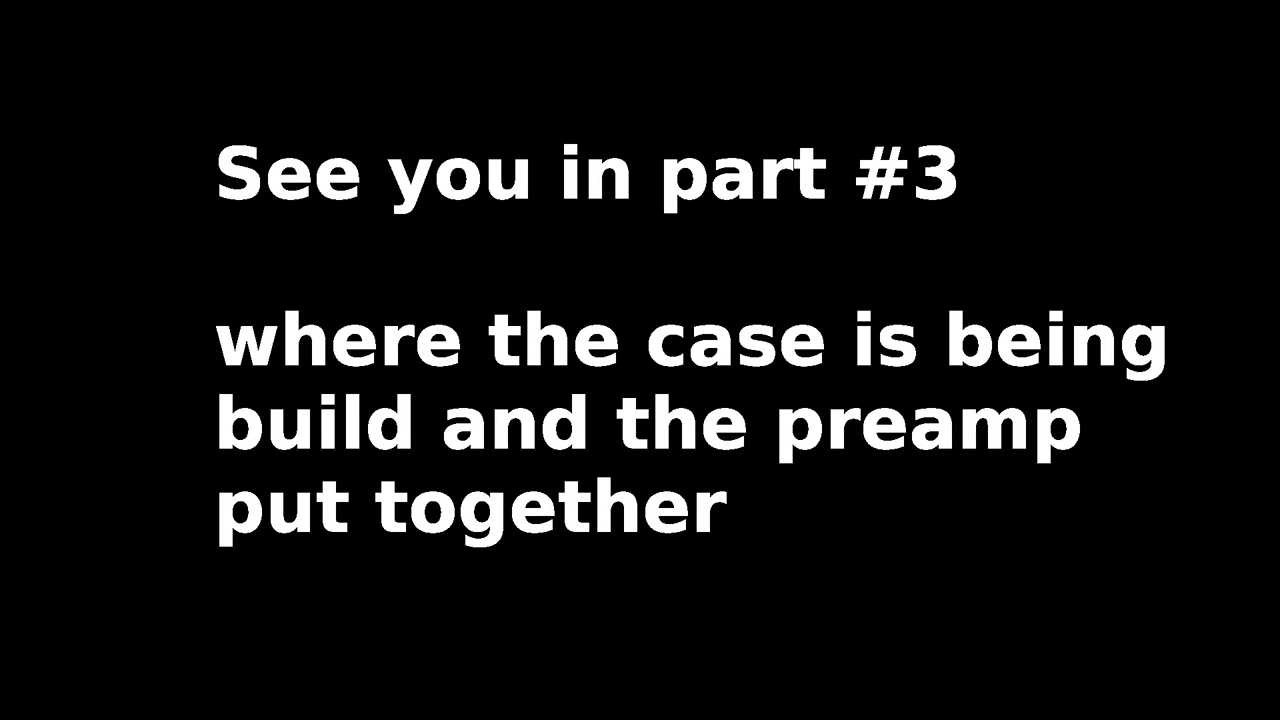 See you in part #3
where the case is being
build and the preamp
put together